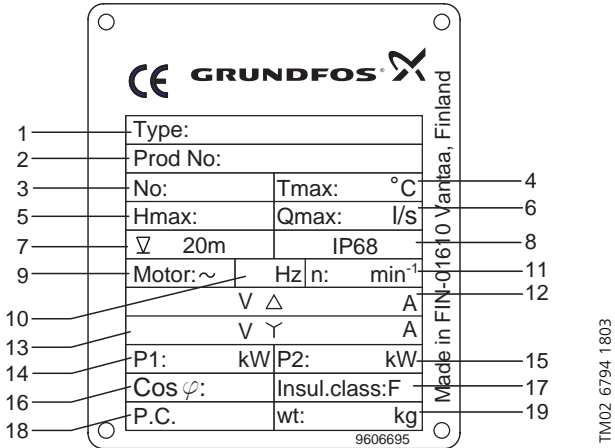 CE GRUNDFOS X
1 Type:
2 Prod No:
3 No: Tmax: °C 4
5 Hmax: Qmax: l/s 6
7 20m IP68 8
9 Motor:~ Hz n: min-1 11
10 V △ A 12
13 V Y A
14 P1: kW P2: kW 15
16 Cos φ: Insul.class:F 17
18 P.C. wt: kg 19
9606695
Made in FIN-01610 Vantaa, Finland
TM02 6794 1803